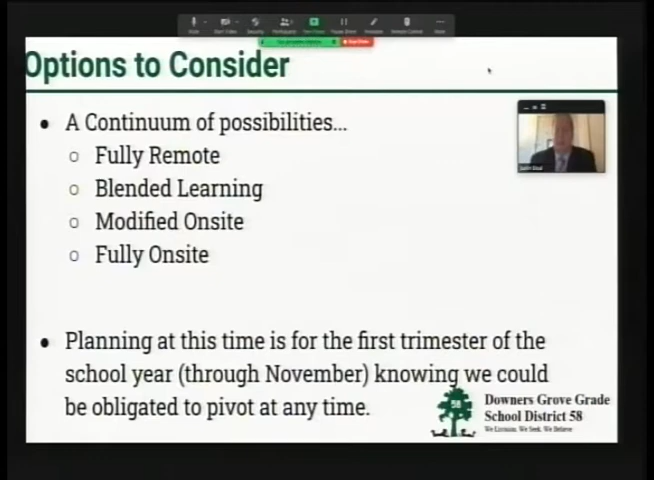 Options to Consider
• A Continuum of possibilities...
o Fully Remote
o Blended Learning
o Modified Onsite
o Fully Onsite
• Planning at this time is for the first trimester of the
school year (through November) knowing we could
be obligated to pivot at any time.
58
Downers Grove Grade
School District 58